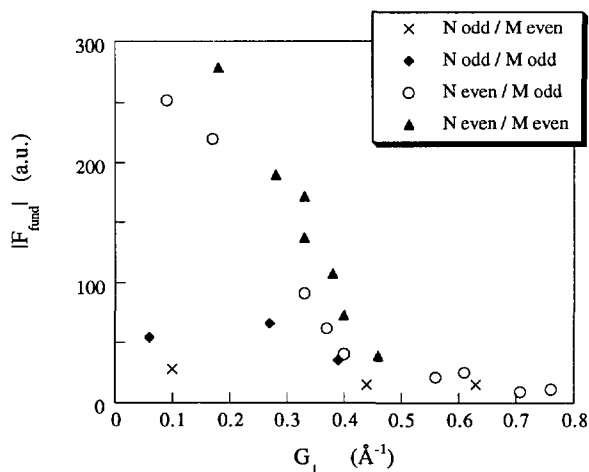 N odd / M even
N odd / M odd
N even / M odd
N even / M even
300
200
100
0
|F_fund| (a.u.)
0 0.1 0.2 0.3 0.4 0.5 0.6 0.7 0.8
G_⊥ (Å⁻¹)